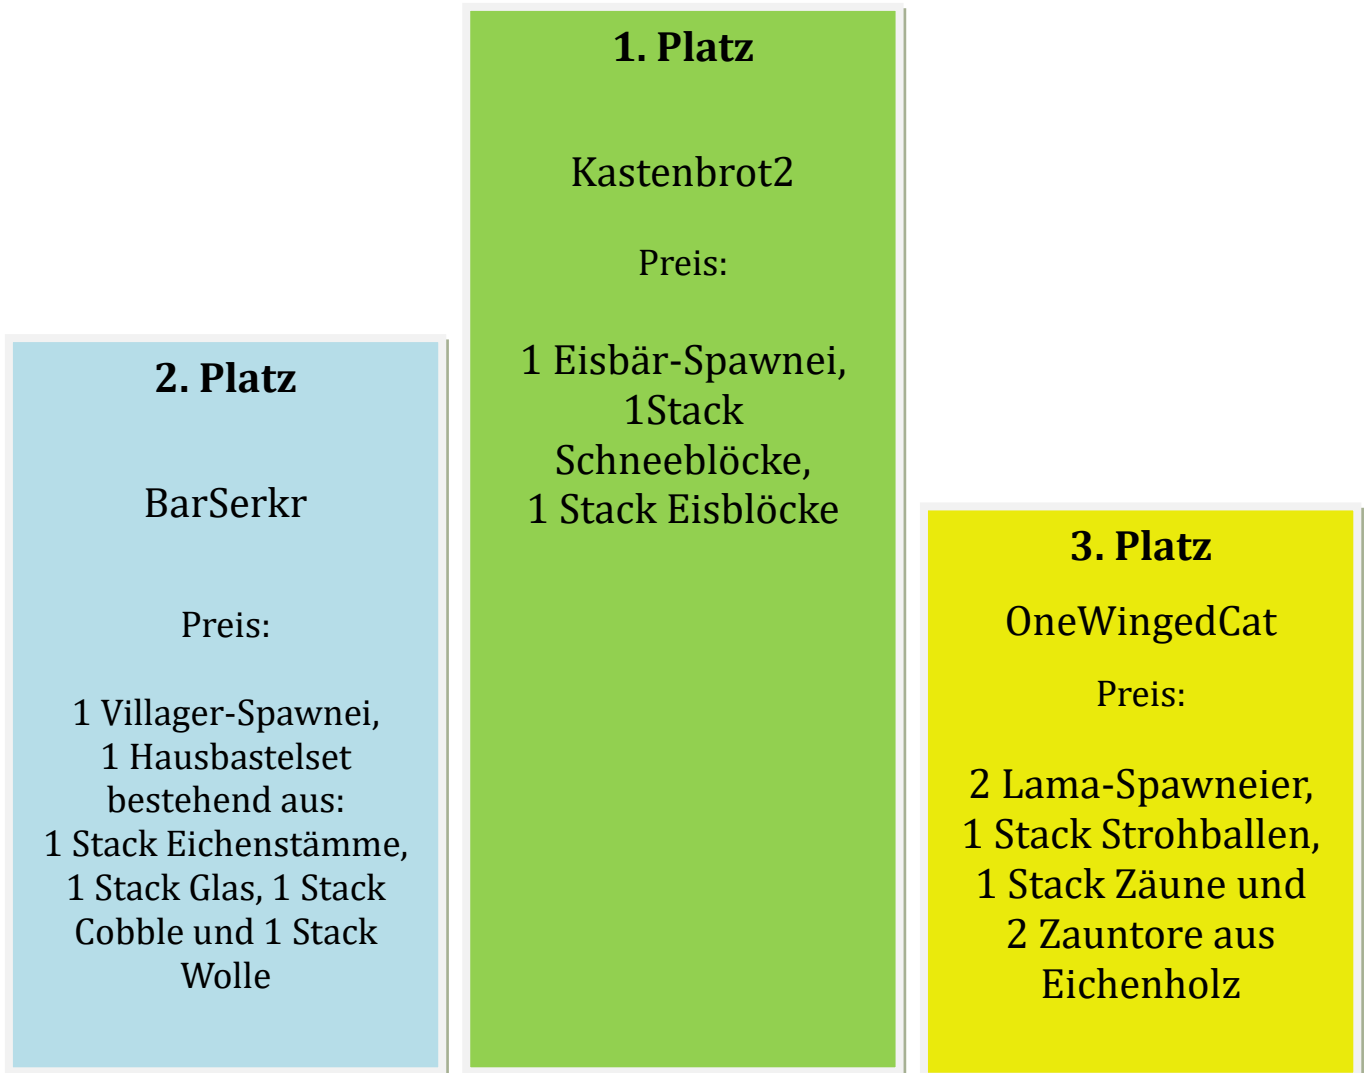 1. Platz
Kastenbrot2
Preis:
1 Eisbär-Spawnei,
1Stack
Schneeblöcke,
1 Stack Eisblöcke
2. Platz
BarSerkr
Preis:
1 Villager-Spawnei,
1 Hausbastelset
bestehend aus:
1 Stack Eichenstämme,
1 Stack Glas, 1 Stack
Cobble und 1 Stack
Wolle
3. Platz
OneWingedCat
Preis:
2 Lama-Spawneier,
1 Stack Strohballen,
1 Stack Zäune und
2 Zauntore aus
Eichenholz